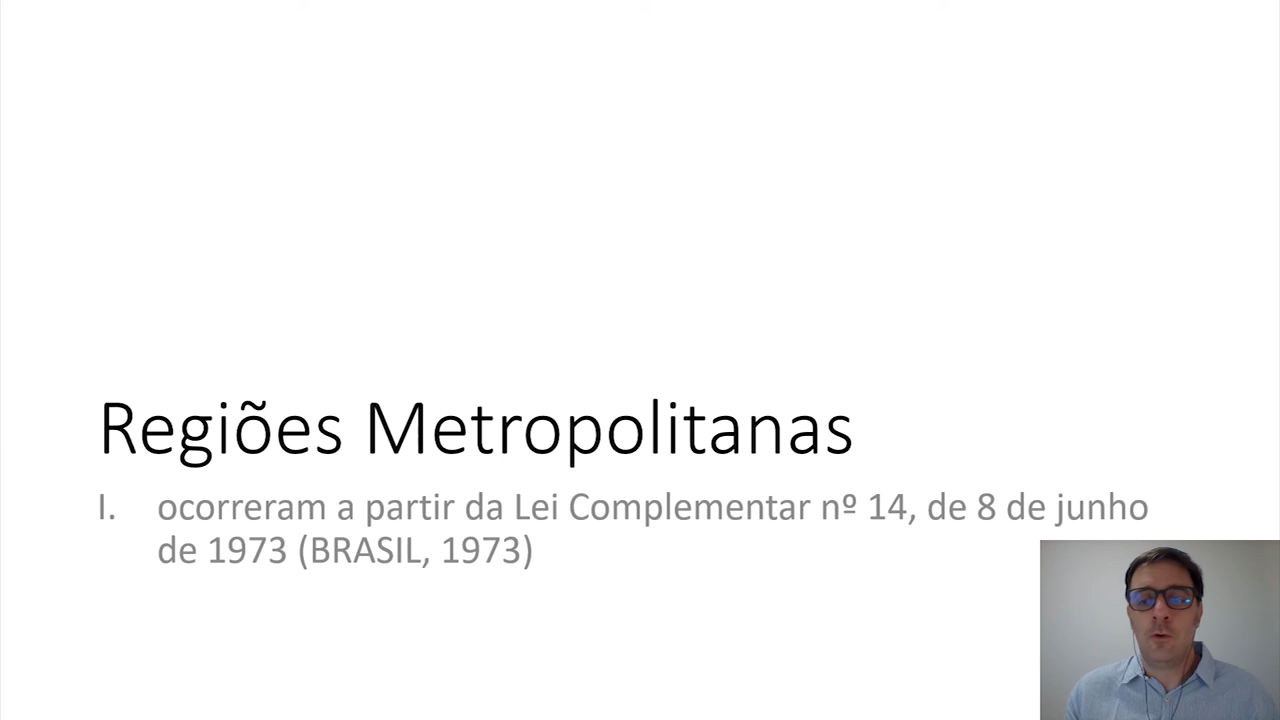 Regiões Metropolitanas
I. ocorreram a partir da Lei Complementar nº 14, de 8 de junho
de 1973 (BRASIL, 1973)